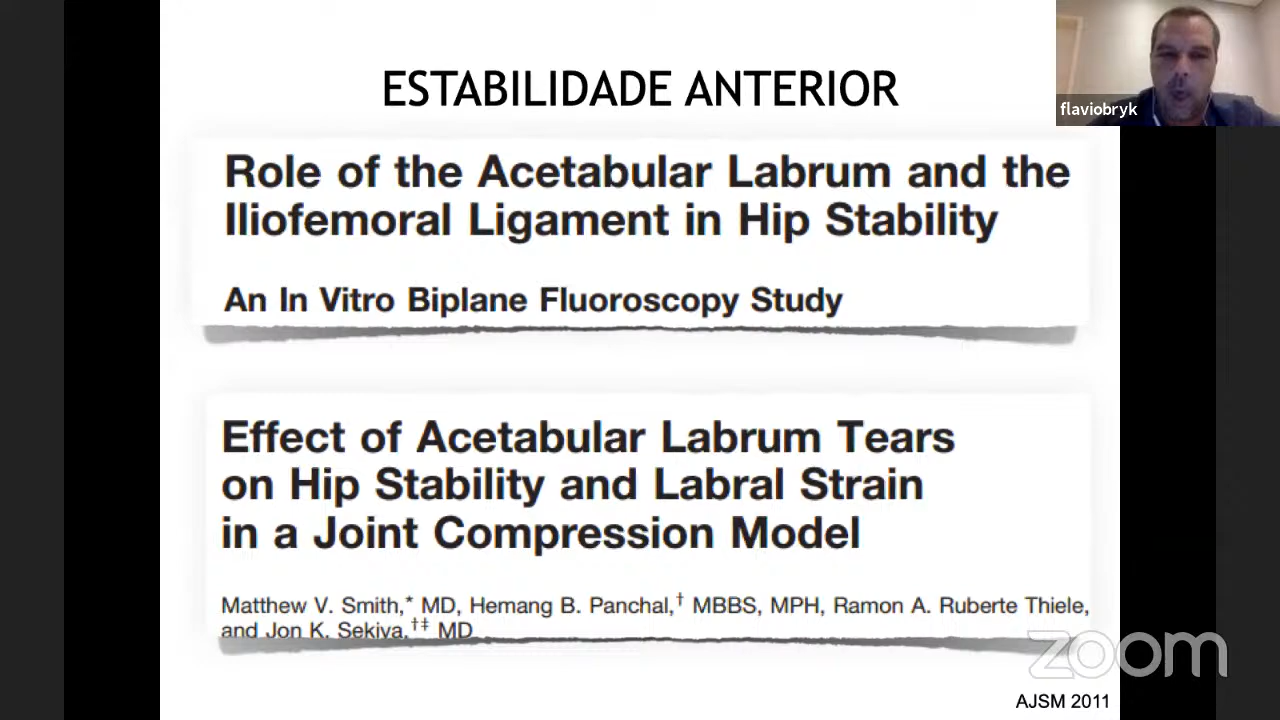 ESTABILIDADE ANTERIOR
flaviobryk
Role of the Acetabular Labrum and the
Iliofemoral Ligament in Hip Stability
An In Vitro Biplane Fluoroscopy Study
Effect of Acetabular Labrum Tears
on Hip Stability and Labral Strain
in a Joint Compression Model
Matthew V. Smith,* MD, Hemang B. Panchal,† MBBS, MPH, Ramon A. Ruberte Thiele,
and Jon K. Sekiya,†‡ MD
zoom
AJSM 2011